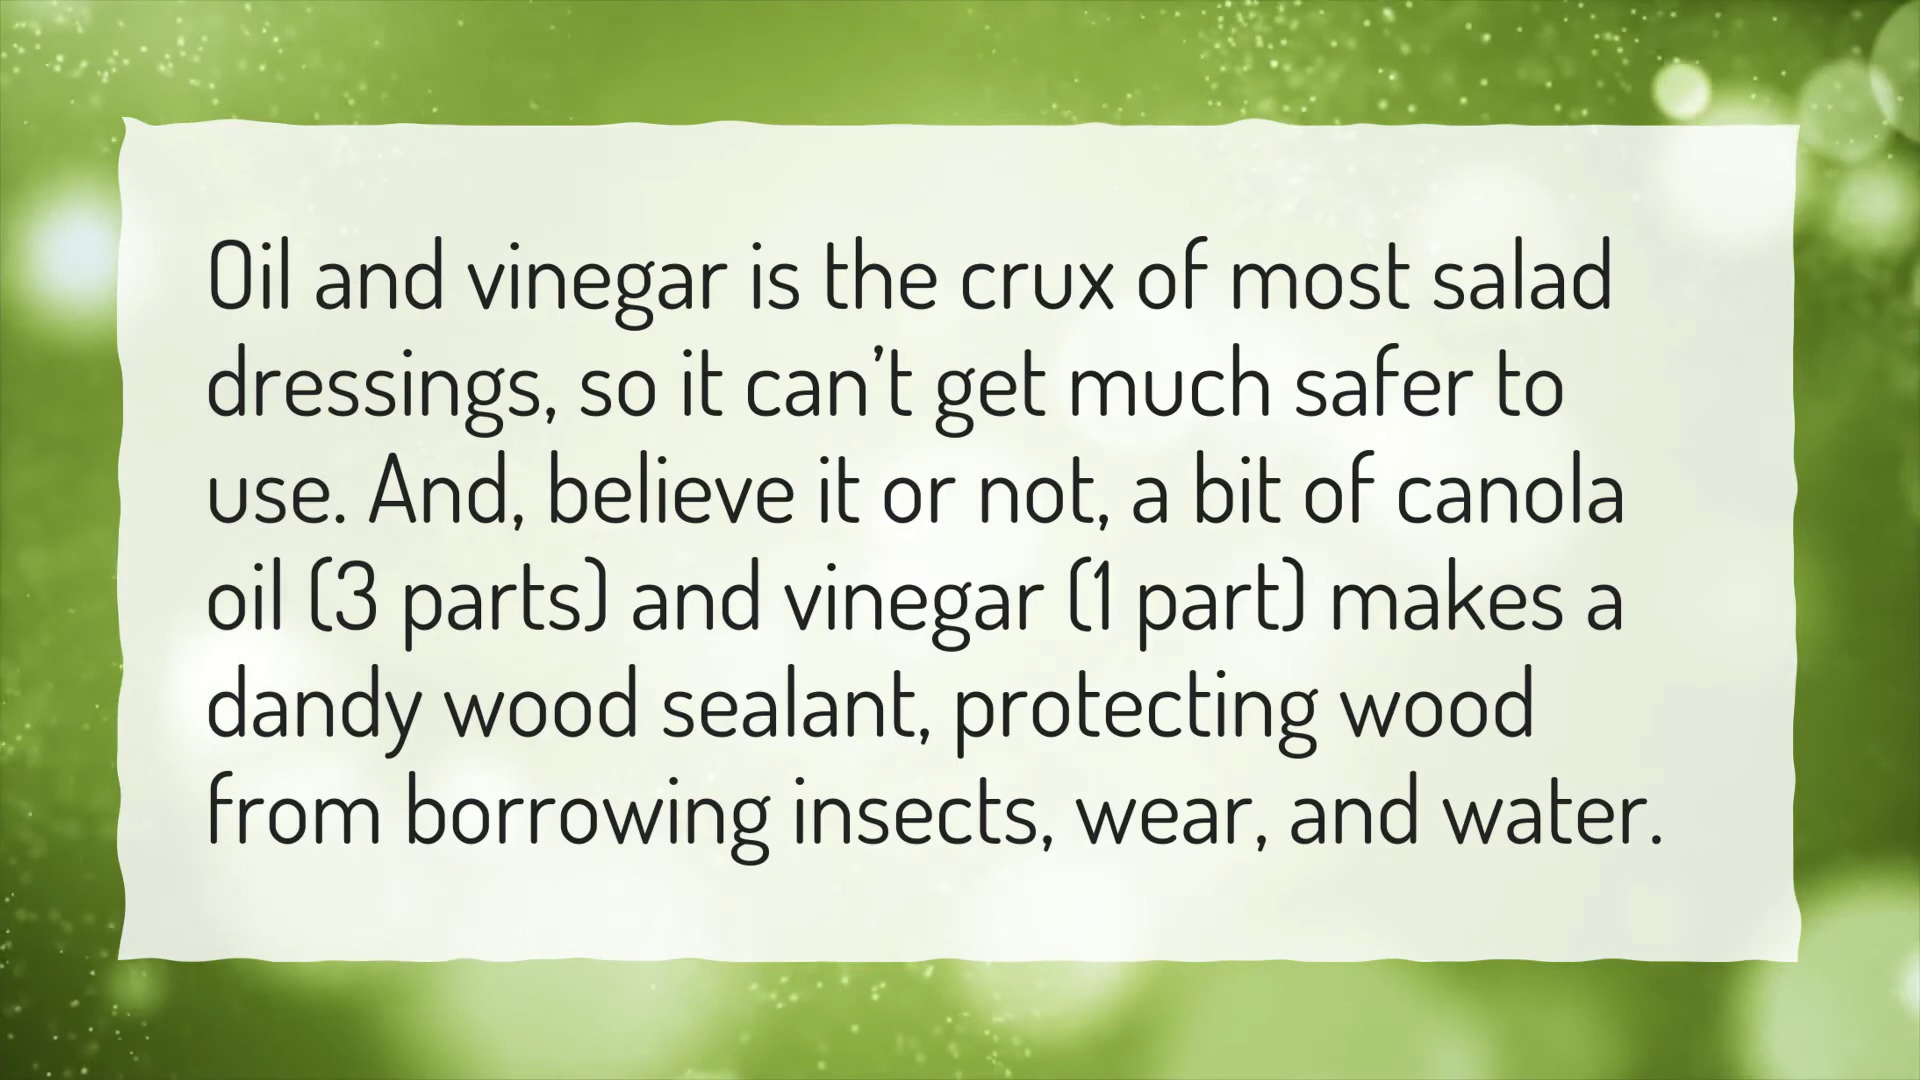 Oil and vinegar is the crux of most salad
dressings, so it can’t get much safer to
use. And, believe it or not, a bit of canola
oil (3 parts) and vinegar (1 part) makes a
dandy wood sealant, protecting wood
from borrowing insects, wear, and water.